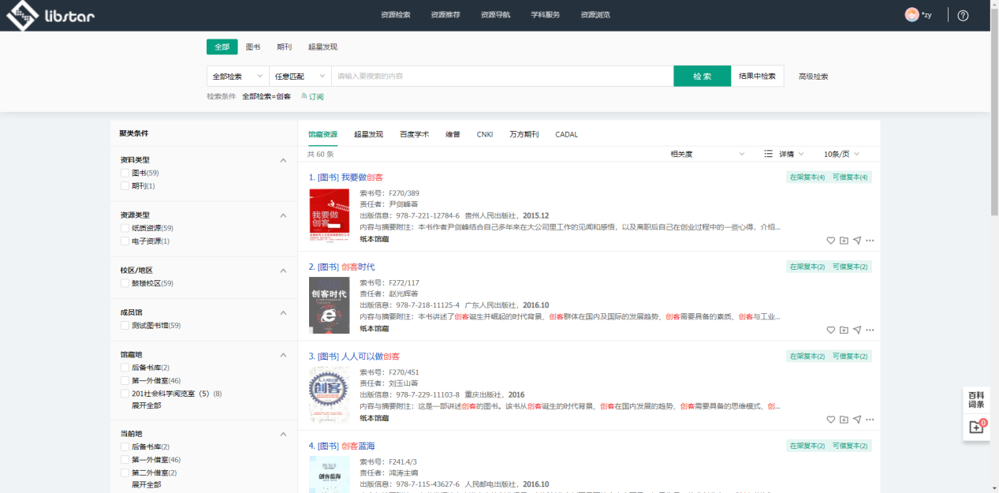 libstar
资源检索 资源推荐 资源导航 学科服务 资源浏览
*zy
全部 图书 期刊 超星发现
全部检索 任意匹配 请输入要搜索的内容 检 索 结果中检索 高级检索
检索条件 全部检索=创客 订阅
聚类条件
资料类型
图书(59)
期刊(1)
资源类型
纸质资源(59)
电子资源(1)
校区/地区
鼓楼校区(59)
成员馆
测试图书馆(59)
馆藏地
后备书库(2)
第一外借室(46)
201社会科学阅览室(5) (8)
展开全部
当前地
后备书库(2)
第一外借室(46)
第二外借室(2)
展开全部
馆藏资源 超星发现 百度学术 维普 CNKI 万方期刊 CADAL
共 60 条 相关度 详情 10条/页
1. [图书] 我要做创客 在架复本(4) 可借复本(4)
我要做
创客
索书号：F270/389
责任者：尹剑峰著
出版信息：978-7-221-12784-6 贵州人民出版社，2015.12
内容与摘要附注：本书作者尹剑峰结合自己多年来在大公司里工作的见闻和感悟，以及离职后自己在创业过程中的一些心得，介绍...
纸本馆藏
2. [图书] 创客时代 在架复本(2) 可借复本(2)
创客时代
索书号：F272/117
责任者：赵光辉著
出版信息：978-7-218-11125-4 广东人民出版社，2016.10
内容与摘要附注：本书讲述了创客诞生并崛起的时代背景、创客群体在国内及国际的发展趋势、创客需要具备的素质、创客与工业...
纸本馆藏
3. [图书] 人人可以做创客 在架复本(2) 可借复本(2)
人人可以做
创客
索书号：F270/451
责任者：刘玉山著
出版信息：978-7-229-11103-8 重庆出版社，2016
内容与摘要附注：这是一部讲述创客的图书。该书从创客诞生的时代背景、创客在国内发展的趋势、创客需要具备的思维模式、创...
纸本馆藏
4. [图书] 创客蓝海 在架复本(2) 可借复本(2)
创客蓝海
索书号：F241.4/3
责任者：鸿涛主编
出版信息：978-7-115-43627-6 人民邮电出版社，2016.10
百科
词条
0